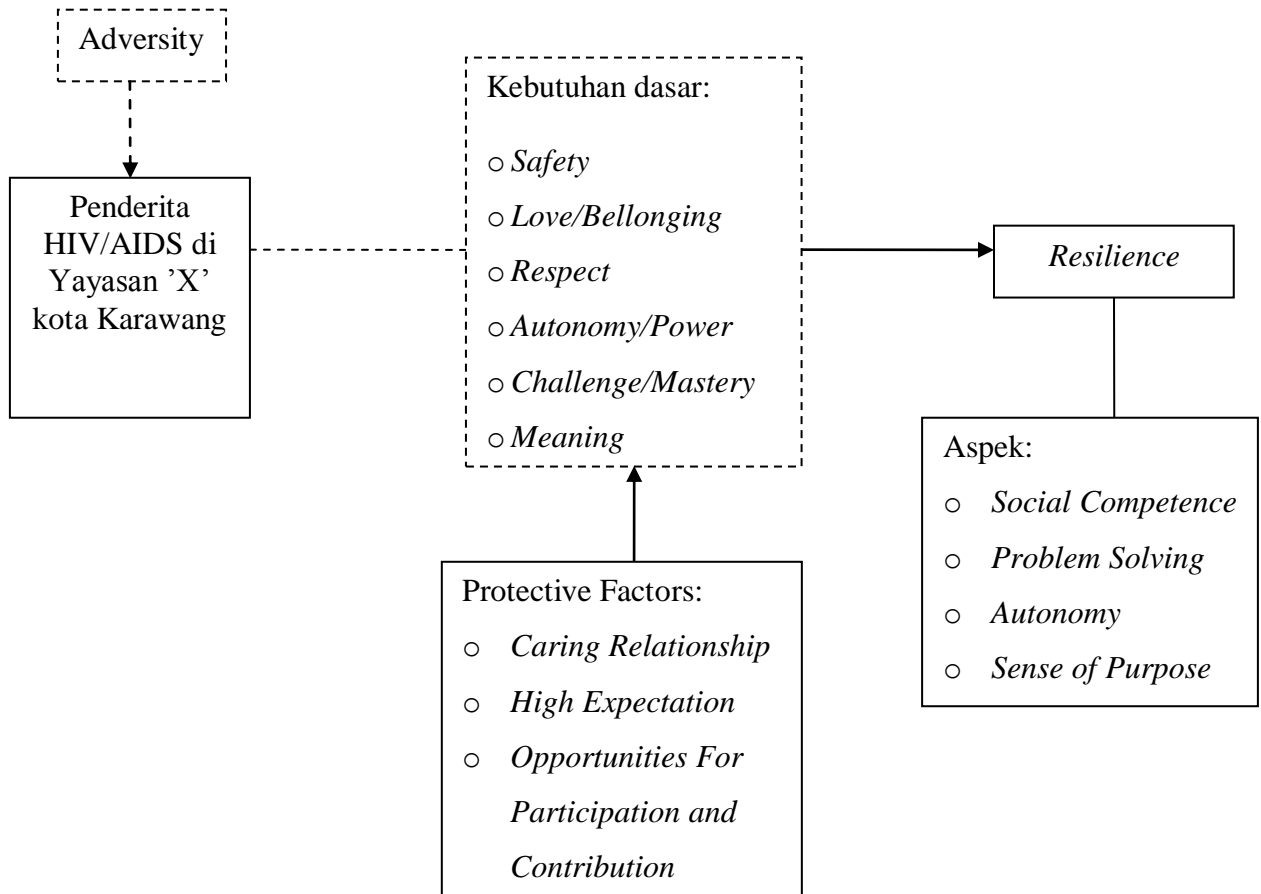 Adversity
Penderita
HIV/AIDS di
Yayasan ’X’
kota Karawang
Kebutuhan dasar:
o Safety
o Love/Bellonging
o Respect
o Autonomy/Power
o Challenge/Mastery
o Meaning
Protective Factors:
o Caring Relationship
o High Expectation
o Opportunities For
Participation and
Contribution
Resilience
Aspek:
o Social Competence
o Problem Solving
o Autonomy
o Sense of Purpose